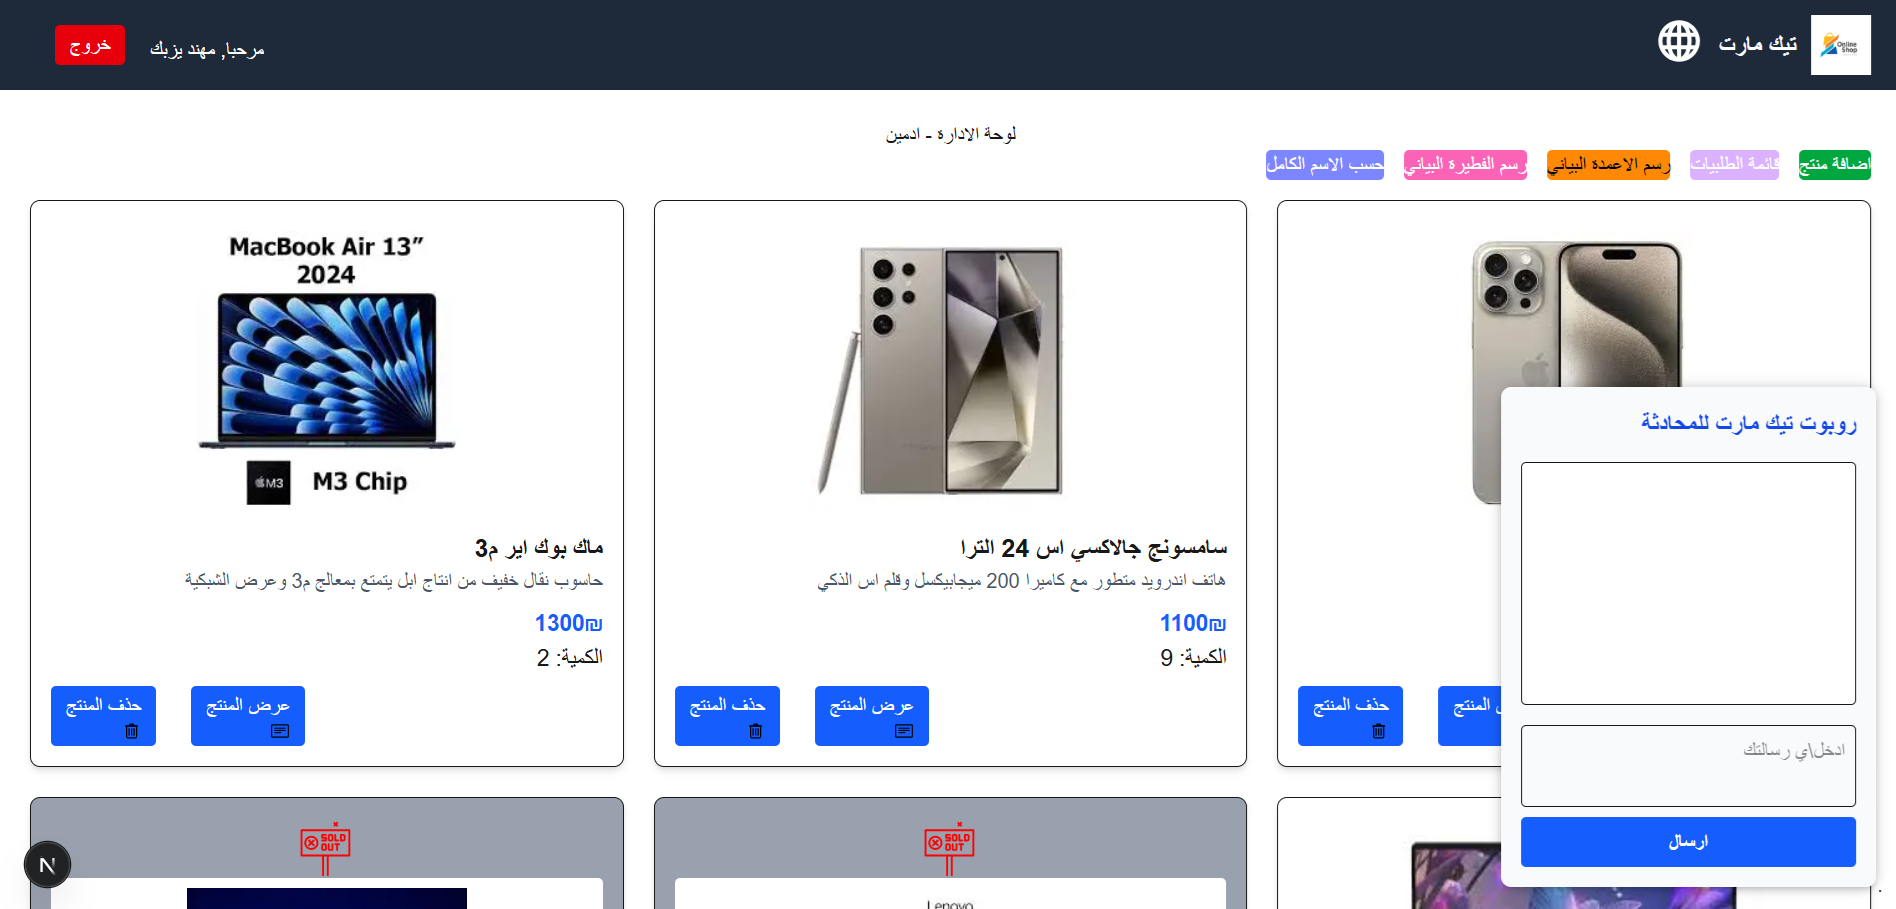 Online Shop
تيك مارت
مرحبا, مهند يزبك
خروج
لوحة الادارة - ادمين
اضافة منتج
قائمة الطلبيات
رسم الاعمدة البياني
رسم الفطيرة البياني
حسب الاسم الكامل
MacBook Air 13”
2024
M3
M3 Chip
سامسونج جالاكسي اس 24 الترا
هاتف اندرويد متطور مع كاميرا 200 ميجابيكسل وقلم اس الذكي
₪1100
الكمية: 9
عرض المنتج
حذف المنتج
ماك بوك اير م3
حاسوب نقال خفيف من انتاج ابل يتمتع بمعالج م3 وعرض الشبكية
₪1300
الكمية: 2
عرض المنتج
حذف المنتج
المنتج
حذف المنتج
روبوت تيك مارت للمحادثة
ادخل\ي رسالتك
ارسال
SOLD
OUT
Lenovo
SOLD
OUT
N